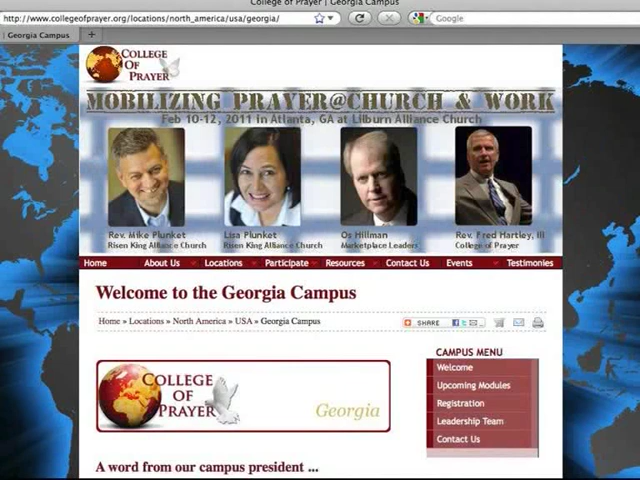 College of Prayer | Georgia Campus
http://www.collegeofprayer.org/locations/north_america/usa/georgia/
Google
Georgia Campus
COLLEGE
OF
PRAYER
MOBILIZING PRAYER@CHURCH & WORK
Feb 10-12, 2011 in Atlanta, GA at Lilburn Alliance Church
Rev. Mike Plunket
Risen King Alliance Church
Lisa Plunket
Risen King Alliance Church
Os Hillman
Marketplace Leaders
Rev. Fred Hartley, III
College of Prayer
Home About Us Locations Participate Resources Contact Us Events Testimonies
Welcome to the Georgia Campus
Home » Locations » North America » USA » Georgia Campus
SHARE
COLLEGE
OF
PRAYER
Georgia
CAMPUS MENU
Welcome
Upcoming Modules
Registration
Leadership Team
Contact Us
A word from our campus president ...